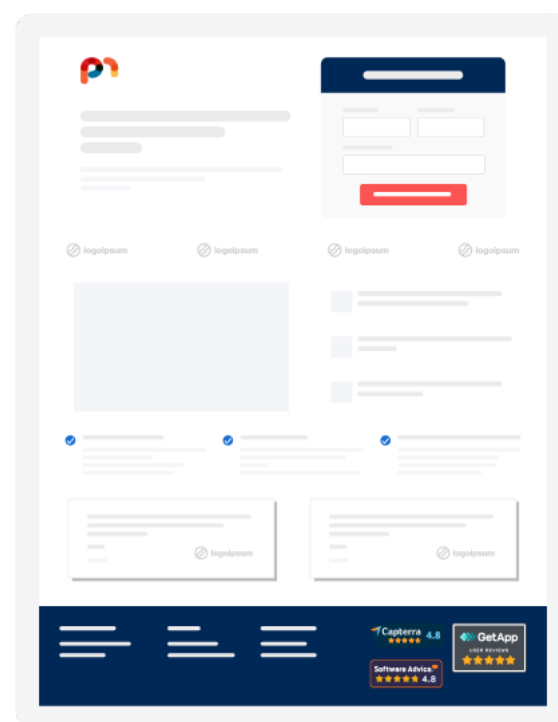 logoipsum
logoipsum
logoipsum
logoipsum
logoipsum
logoipsum
Capterra 4.8
GetApp
USER REVIEWS
Software Advice
4.8